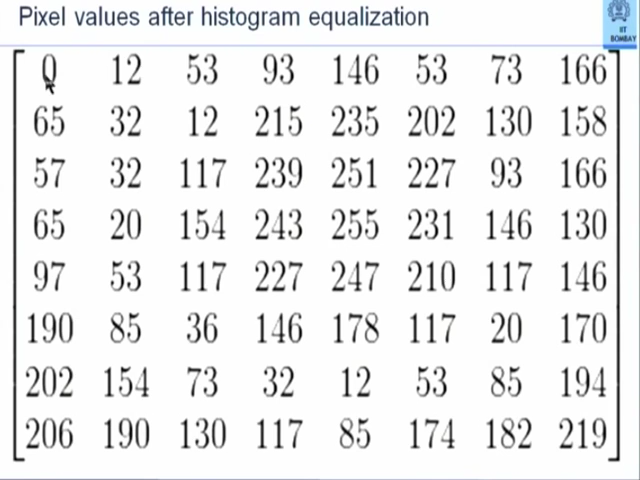 Pixel values after histogram equalization
IIT
BOMBAY
0 12 53 93 146 53 73 166
65 32 12 215 235 202 130 158
57 32 117 239 251 227 93 166
65 20 154 243 255 231 146 130
97 53 117 227 247 210 117 146
190 85 36 146 178 117 20 170
202 154 73 32 12 53 85 194
206 190 130 117 85 174 182 219